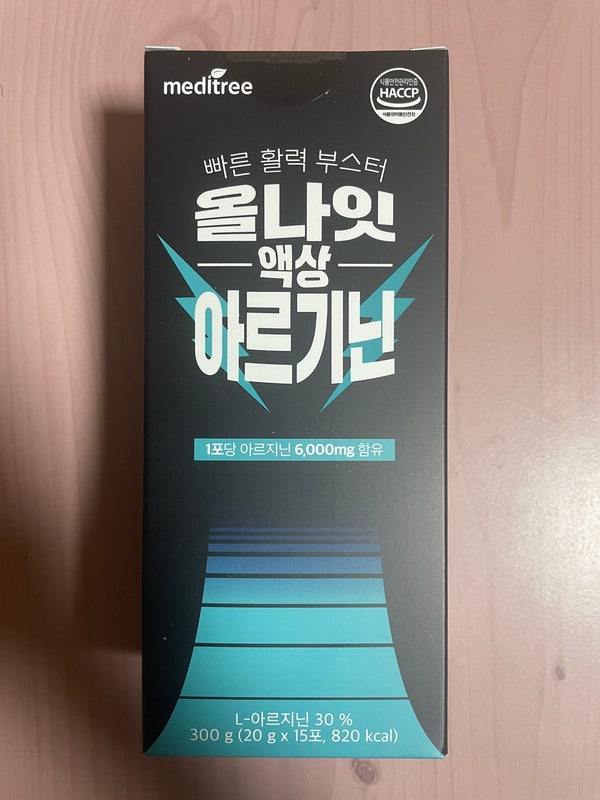 meditree
식품안전관리인증
HACCP
식품의약품안전처
빠른 활력 부스터
올나잇
액상
아르기닌
1포당 아르지닌 6,000mg 함유
L-아르지닌 30 %
300 g (20 g x 15포, 820 kcal)